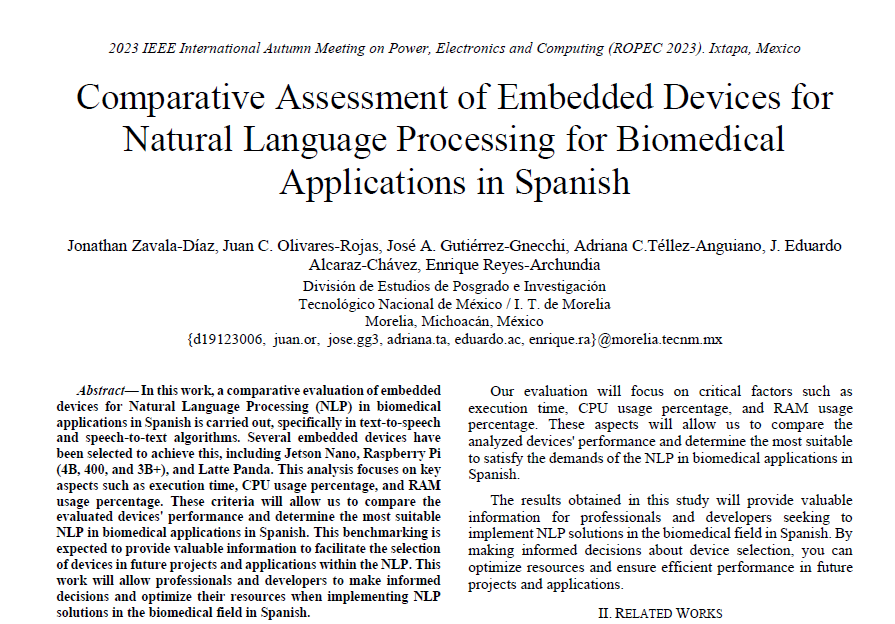 2023 IEEE International Autumn Meeting on Power, Electronics and Computing (ROPEC 2023). Ixtapa, Mexico
Comparative Assessment of Embedded Devices for
Natural Language Processing for Biomedical
Applications in Spanish
Jonathan Zavala-Díaz, Juan C. Olivares-Rojas, José A. Gutiérrez-Gnecchi, Adriana C.Téllez-Anguiano, J. Eduardo
Alcaraz-Chávez, Enrique Reyes-Archundia
División de Estudios de Posgrado e Investigación
Tecnológico Nacional de México / I. T. de Morelia
Morelia, Michoacán, México
{d19123006, juan.or, jose.gg3, adriana.ta, eduardo.ac, enrique.ra}@morelia.tecnm.mx
Abstract— In this work, a comparative evaluation of embedded
devices for Natural Language Processing (NLP) in biomedical
applications in Spanish is carried out, specifically in text-to-speech
and speech-to-text algorithms. Several embedded devices have
been selected to achieve this, including Jetson Nano, Raspberry Pi
(4B, 400, and 3B+), and Latte Panda. This analysis focuses on key
aspects such as execution time, CPU usage percentage, and RAM
usage percentage. These criteria will allow us to compare the
evaluated devices' performance and determine the most suitable
NLP in biomedical applications in Spanish. This benchmarking is
expected to provide valuable information to facilitate the selection
of devices in future projects and applications within the NLP. This
work will allow professionals and developers to make informed
decisions and optimize their resources when implementing NLP
solutions in the biomedical field in Spanish.
Our evaluation will focus on critical factors such as
execution time, CPU usage percentage, and RAM usage
percentage. These aspects will allow us to compare the
analyzed devices' performance and determine the most suitable
to satisfy the demands of the NLP in biomedical applications in
Spanish.
The results obtained in this study will provide valuable
information for professionals and developers seeking to
implement NLP solutions in the biomedical field in Spanish. By
making informed decisions about device selection, you can
optimize resources and ensure efficient performance in future
projects and applications.
II. RELATED WORKS